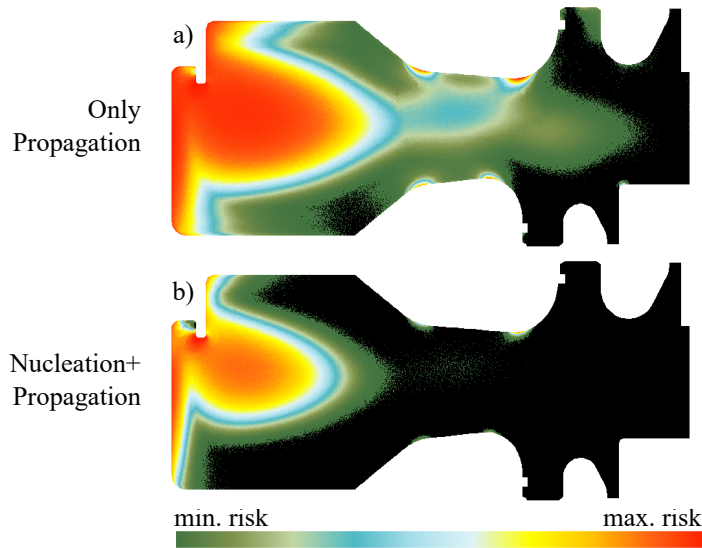 a)
Only
Propagation
b)
Nucleation+
Propagation
min. risk
max. risk